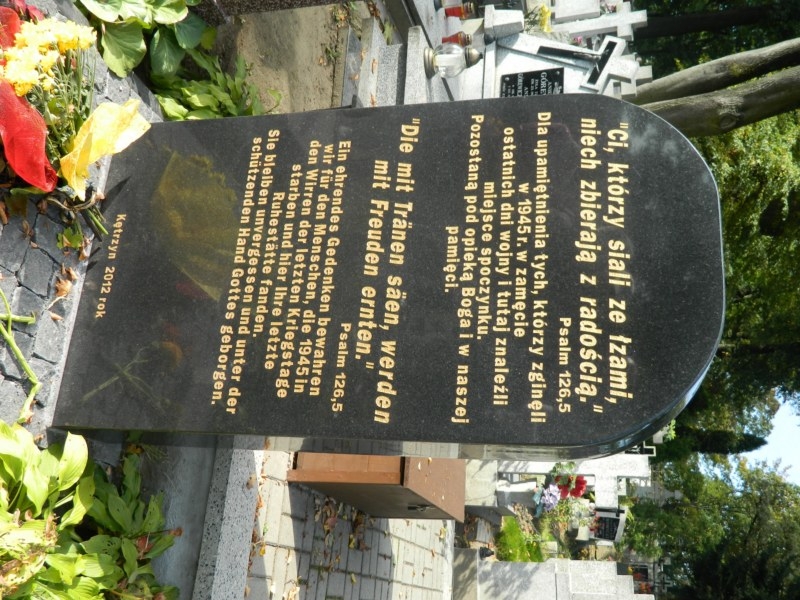 "Ci, którzy siali ze łzami,
niech zbierają z radością."
Psalm 126,5
Dla upamiętnienia tych, którzy zginęli
w 1945 r. w zamęcie
ostatnich dni wojny i tutaj znaleźli
miejsce spoczynku.
Pozostaną pod opieką Boga i w naszej
pamięci.
"Die mit Tränen säen, werden
mit Freuden ernten."
Psalm 126,5
Ein ehrendes Gedenken bewahren
wir für den Menschen, die 1945 in
den Wirren der letzten Kriegstage
starben und hier Ihre letzte
Ruhestätte fanden.
Sie bleiben unvergessen und unter der
schützenden Hand Gottes geborgen.
Kętrzyn 2012 rok